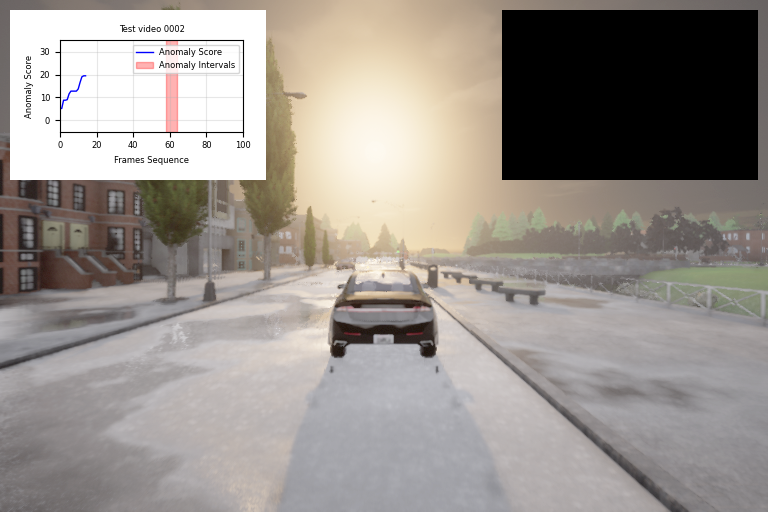 Test video 0002
Anomaly Score
Anomaly Intervals
Anomaly Score
30
20
10
0
0 20 40 60 80 100
Frames Sequence